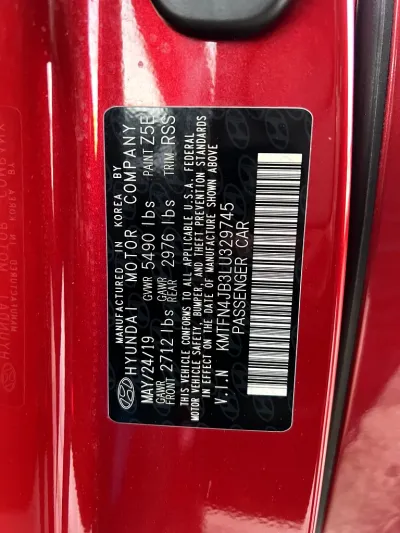 MANUFACTURED IN KOREA BY
HYUNDAI MOTOR COMPANY
MAY/24/19 GVWR 5490 lbs PAINT Z5E
GAWR FRONT 2712 lbs GAWR REAR 2976 lbs TRIM RSS
THIS VEHICLE CONFORMS TO ALL APPLICABLE U.S.A. FEDERAL
MOTOR VEHICLE SAFETY, BUMPER, AND THEFT PREVENTION STANDARDS
IN EFFECT ON THE DATE OF MANUFACTURE SHOWN ABOVE
V.I.N KMTFN4JB3LU329745
PASSENGER CAR